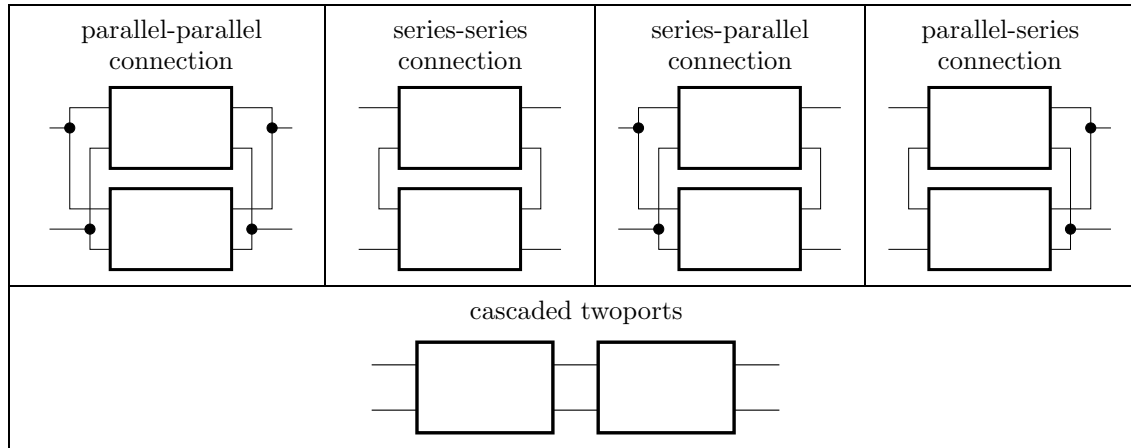 parallel-parallel
connection
series-series
connection
series-parallel
connection
parallel-series
connection
cascaded twoports